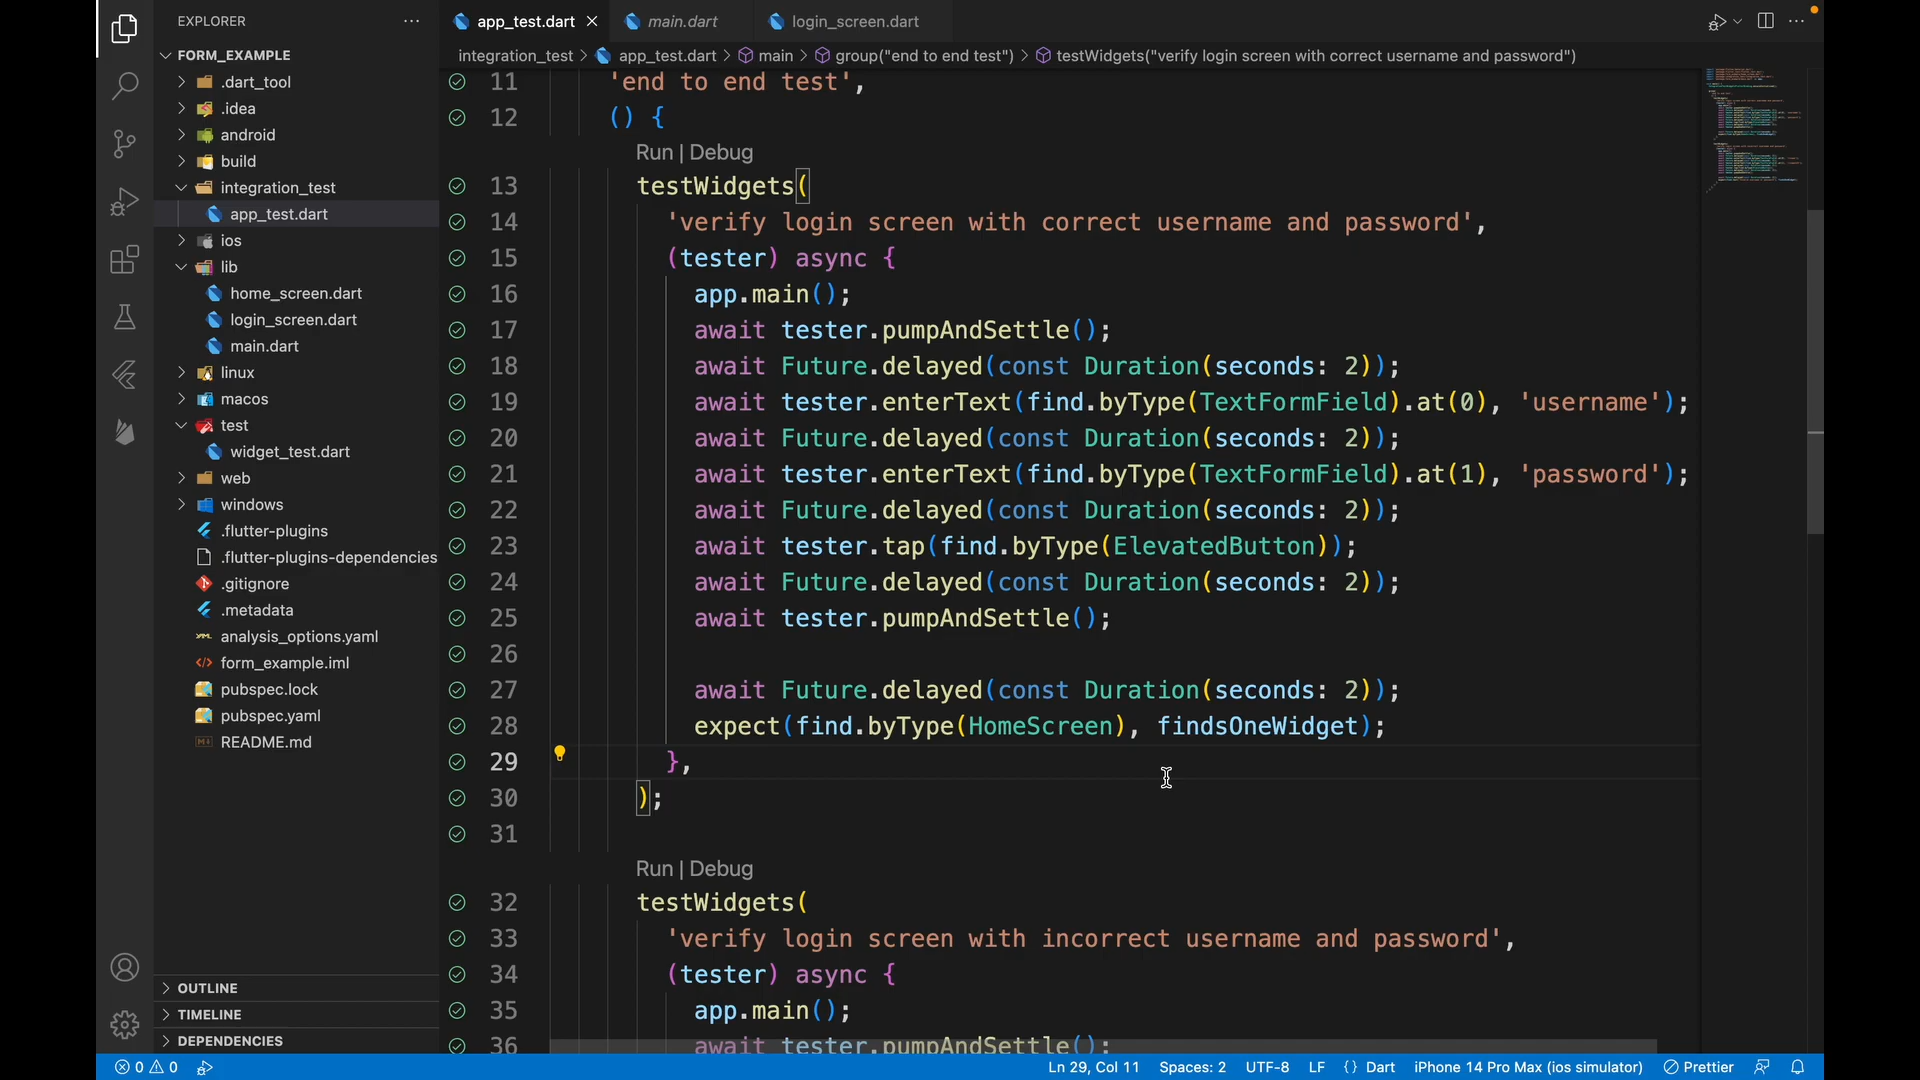 EXPLORER
app_test.dart
main.dart
login_screen.dart
FORM_EXAMPLE
integration_test > app_test.dart > main > group("end to end test") > testWidgets("verify login screen with correct username and password")
.dart_tool
.idea
android
build
integration_test
app_test.dart
ios
lib
home_screen.dart
login_screen.dart
main.dart
linux
macos
test
widget_test.dart
web
windows
.flutter-plugins
.flutter-plugins-dependencies
.gitignore
.metadata
analysis_options.yaml
form_example.iml
pubspec.lock
pubspec.yaml
README.md
OUTLINE
TIMELINE
DEPENDENCIES
11 'end to end test',
12 () {
Run | Debug
13 testWidgets(
14 'verify login screen with correct username and password',
15 (tester) async {
16 app.main();
17 await tester.pumpAndSettle();
18 await Future.delayed(const Duration(seconds: 2));
19 await tester.enterText(find.byType(TextFormField).at(0), 'username');
20 await Future.delayed(const Duration(seconds: 2));
21 await tester.enterText(find.byType(TextFormField).at(1), 'password');
22 await Future.delayed(const Duration(seconds: 2));
23 await tester.tap(find.byType(ElevatedButton));
24 await Future.delayed(const Duration(seconds: 2));
25 await tester.pumpAndSettle();
26
27 await Future.delayed(const Duration(seconds: 2));
28 expect(find.byType(HomeScreen), findsOneWidget);
29 },
30 );
31
Run | Debug
32 testWidgets(
33 'verify login screen with incorrect username and password',
34 (tester) async {
35 app.main();
36 await tester.pumpAndSettle();
0 0
Ln 29, Col 11
Spaces: 2
UTF-8
LF
{} Dart
iPhone 14 Pro Max (ios simulator)
Prettier